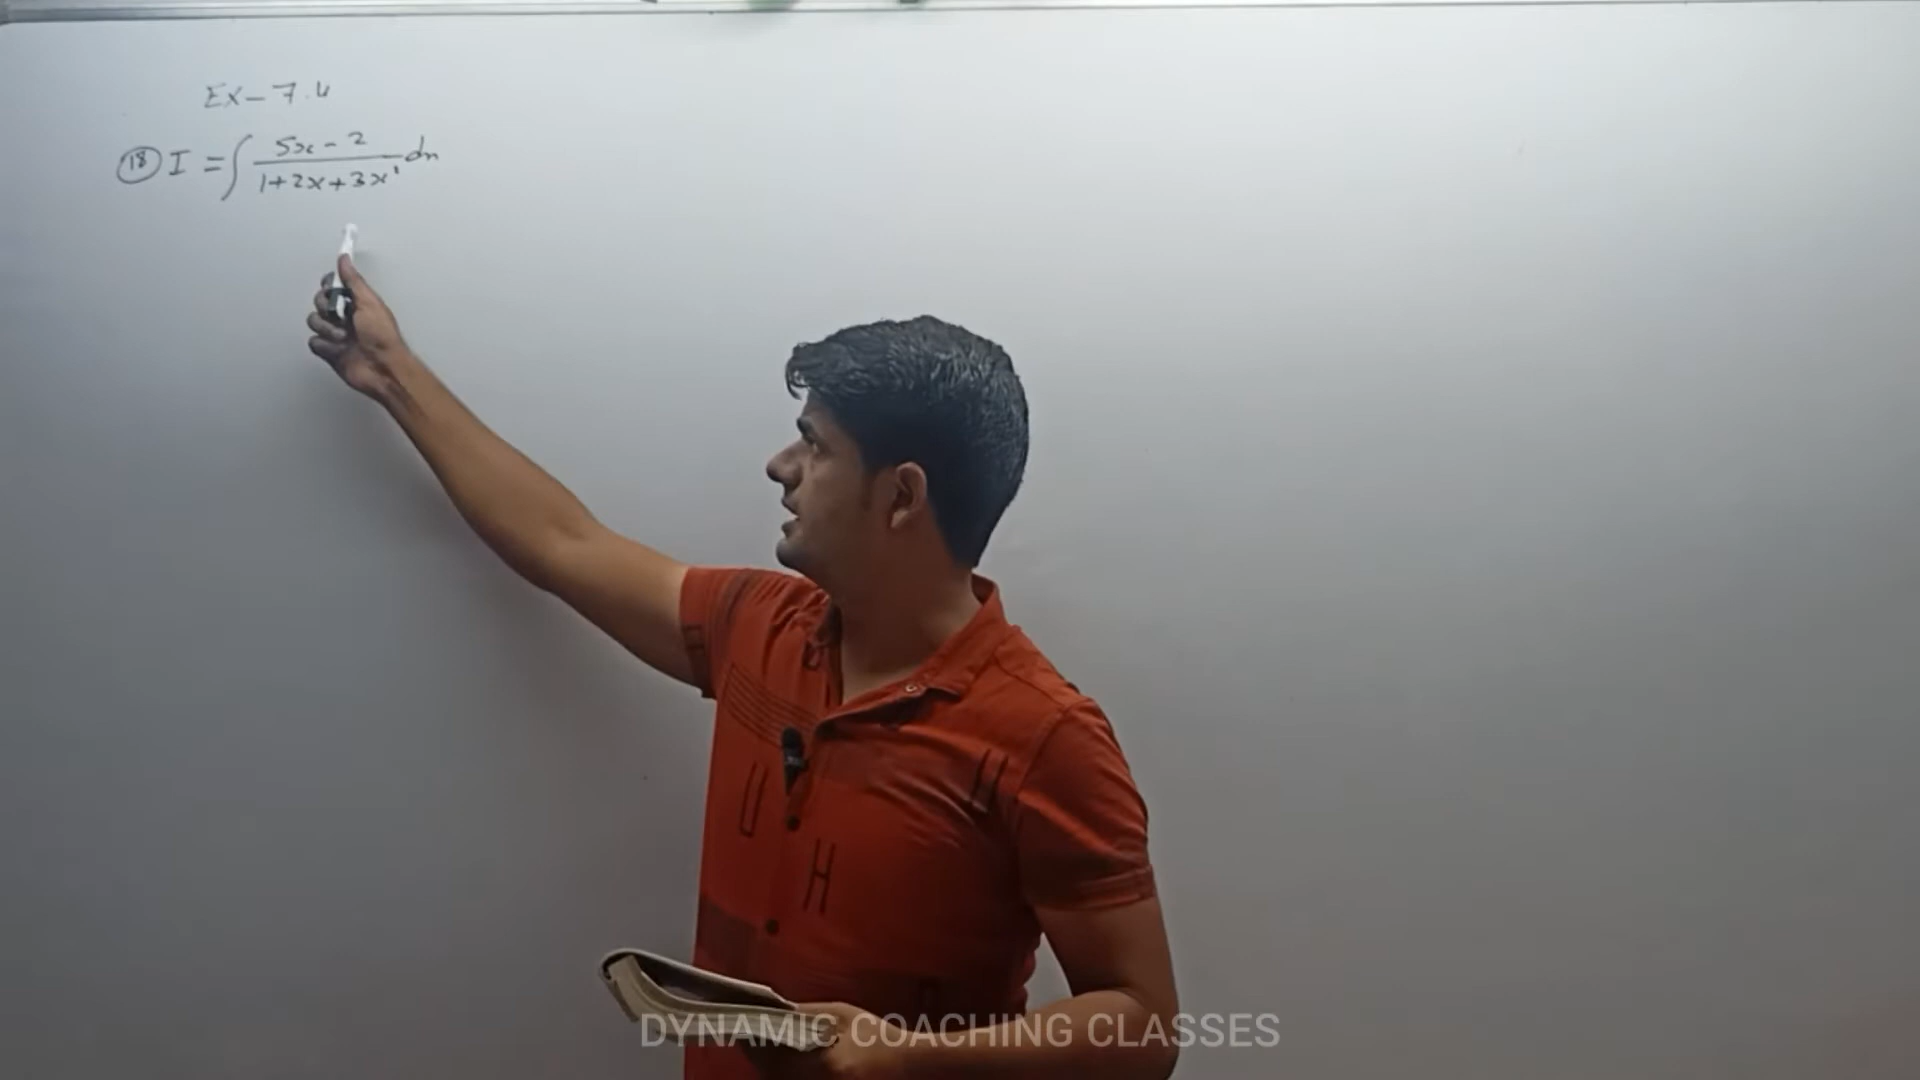 Ex-7.4
(18) I = ∫ (5x-2)/(1+2x+3x²) dx
DYNAMIC COACHING CLASSES